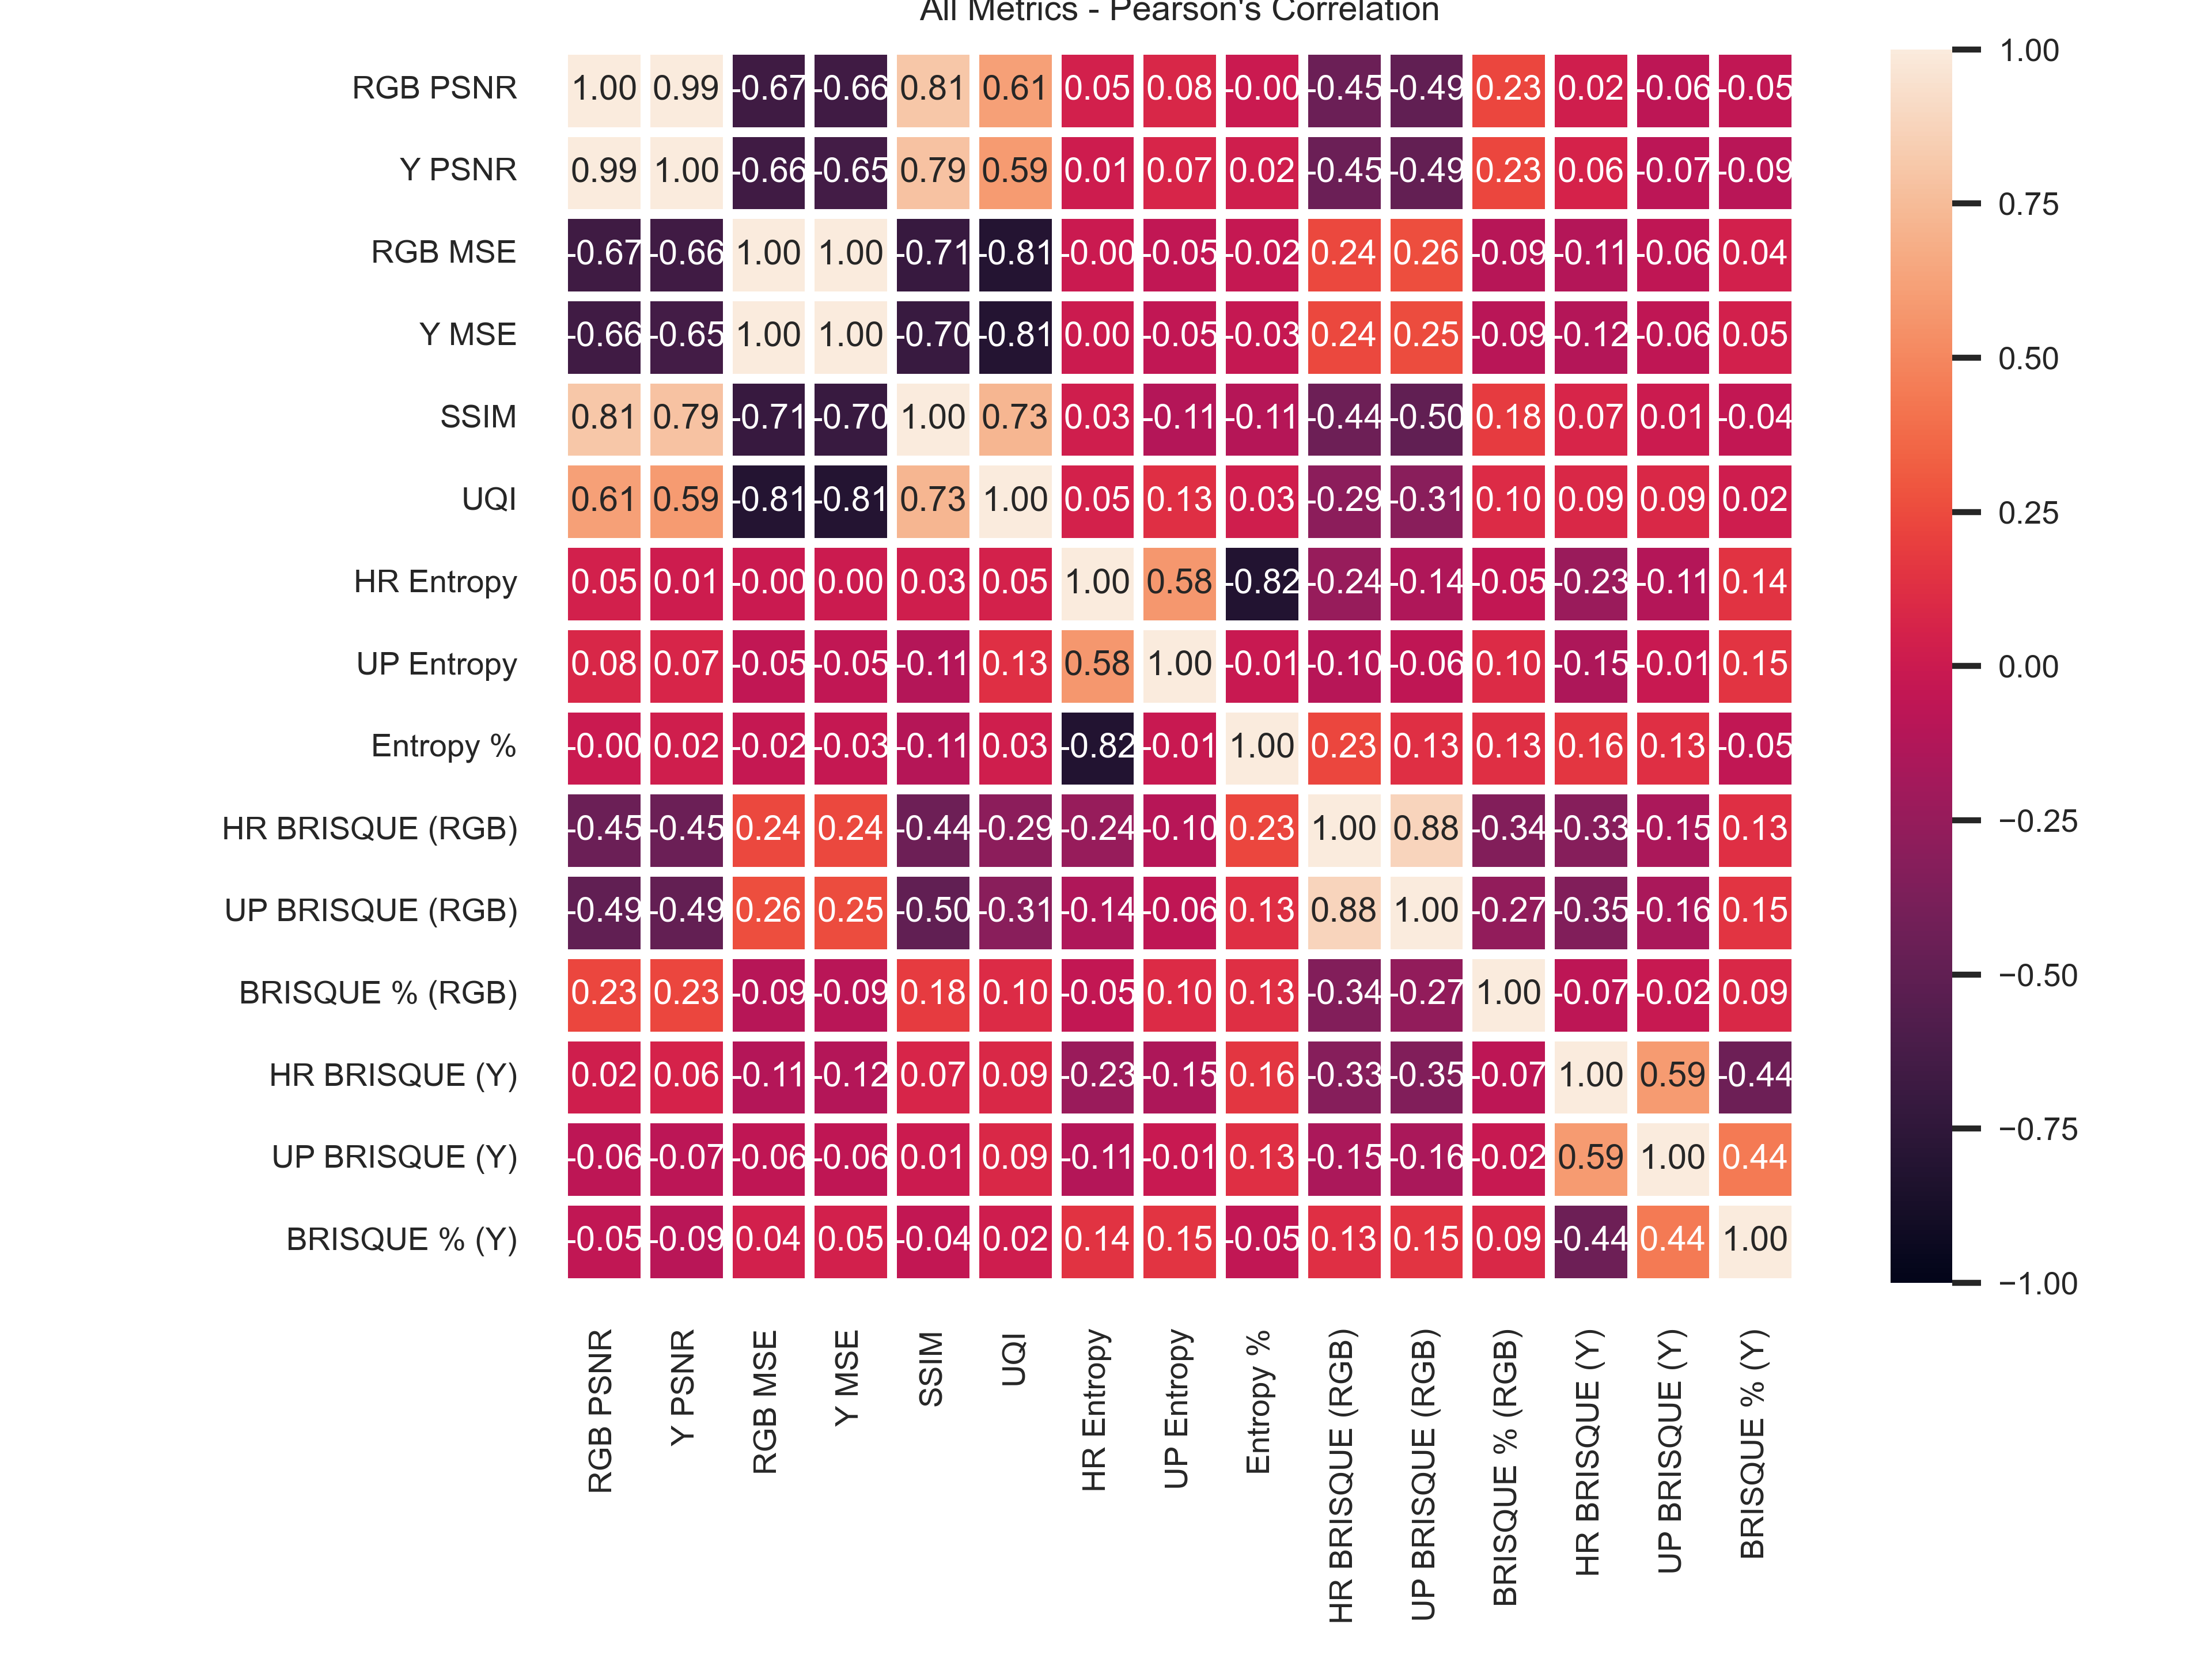 All Metrics - Pearson's Correlation
RGB PSNR 1.00 0.99 -0.67 -0.66 0.81 0.61 0.05 0.08 -0.00 -0.45 -0.49 0.23 0.02 -0.06 -0.05
Y PSNR 0.99 1.00 -0.66 -0.65 0.79 0.59 0.01 0.07 0.02 -0.45 -0.49 0.23 0.06 -0.07 -0.09
RGB MSE -0.67 -0.66 1.00 1.00 -0.71 -0.81 -0.00 -0.05 -0.02 0.24 0.26 -0.09 -0.11 -0.06 0.04
Y MSE -0.66 -0.65 1.00 1.00 -0.70 -0.81 0.00 -0.05 -0.03 0.24 0.25 -0.09 -0.12 -0.06 0.05
SSIM 0.81 0.79 -0.71 -0.70 1.00 0.73 0.03 -0.11 -0.11 -0.44 -0.50 0.18 0.07 0.01 -0.04
UQI 0.61 0.59 -0.81 -0.81 0.73 1.00 0.05 0.13 0.03 -0.29 -0.31 0.10 0.09 0.09 0.02
HR Entropy 0.05 0.01 -0.00 0.00 0.03 0.05 1.00 0.58 -0.82 -0.24 -0.14 -0.05 -0.23 -0.11 0.14
UP Entropy 0.08 0.07 -0.05 -0.05 -0.11 0.13 0.58 1.00 -0.01 -0.10 -0.06 0.10 -0.15 -0.01 0.15
Entropy % -0.00 0.02 -0.02 -0.03 -0.11 0.03 -0.82 -0.01 1.00 0.23 0.13 0.13 0.16 0.13 -0.05
HR BRISQUE (RGB) -0.45 -0.45 0.24 0.24 -0.44 -0.29 -0.24 -0.10 0.23 1.00 0.88 -0.34 -0.33 -0.15 0.13
UP BRISQUE (RGB) -0.49 -0.49 0.26 0.25 -0.50 -0.31 -0.14 -0.06 0.13 0.88 1.00 -0.27 -0.35 -0.16 0.15
BRISQUE % (RGB) 0.23 0.23 -0.09 -0.09 0.18 0.10 -0.05 0.10 0.13 -0.34 -0.27 1.00 -0.07 -0.02 0.09
HR BRISQUE (Y) 0.02 0.06 -0.11 -0.12 0.07 0.09 -0.23 -0.15 0.16 -0.33 -0.35 -0.07 1.00 0.59 -0.44
UP BRISQUE (Y) -0.06 -0.07 -0.06 -0.06 0.01 0.09 -0.11 -0.01 0.13 -0.15 -0.16 -0.02 0.59 1.00 0.44
BRISQUE % (Y) -0.05 -0.09 0.04 0.05 -0.04 0.02 0.14 0.15 -0.05 0.13 0.15 0.09 -0.44 0.44 1.00
RGB PSNR
Y PSNR
RGB MSE
Y MSE
SSIM
UQI
HR Entropy
UP Entropy
Entropy %
HR BRISQUE (RGB)
UP BRISQUE (RGB)
BRISQUE % (RGB)
HR BRISQUE (Y)
UP BRISQUE (Y)
BRISQUE % (Y)
1.00
0.75
0.50
0.25
0.00
−0.25
−0.50
−0.75
−1.00